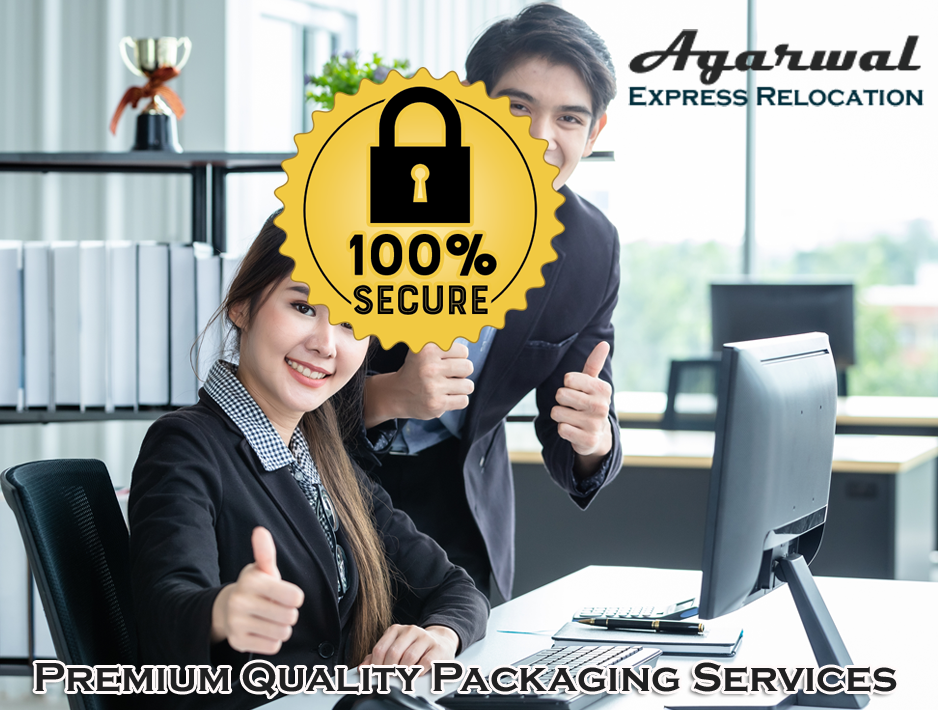 Agarwal
Express Relocation
100%
SECURE
Premium Quality Packaging Services